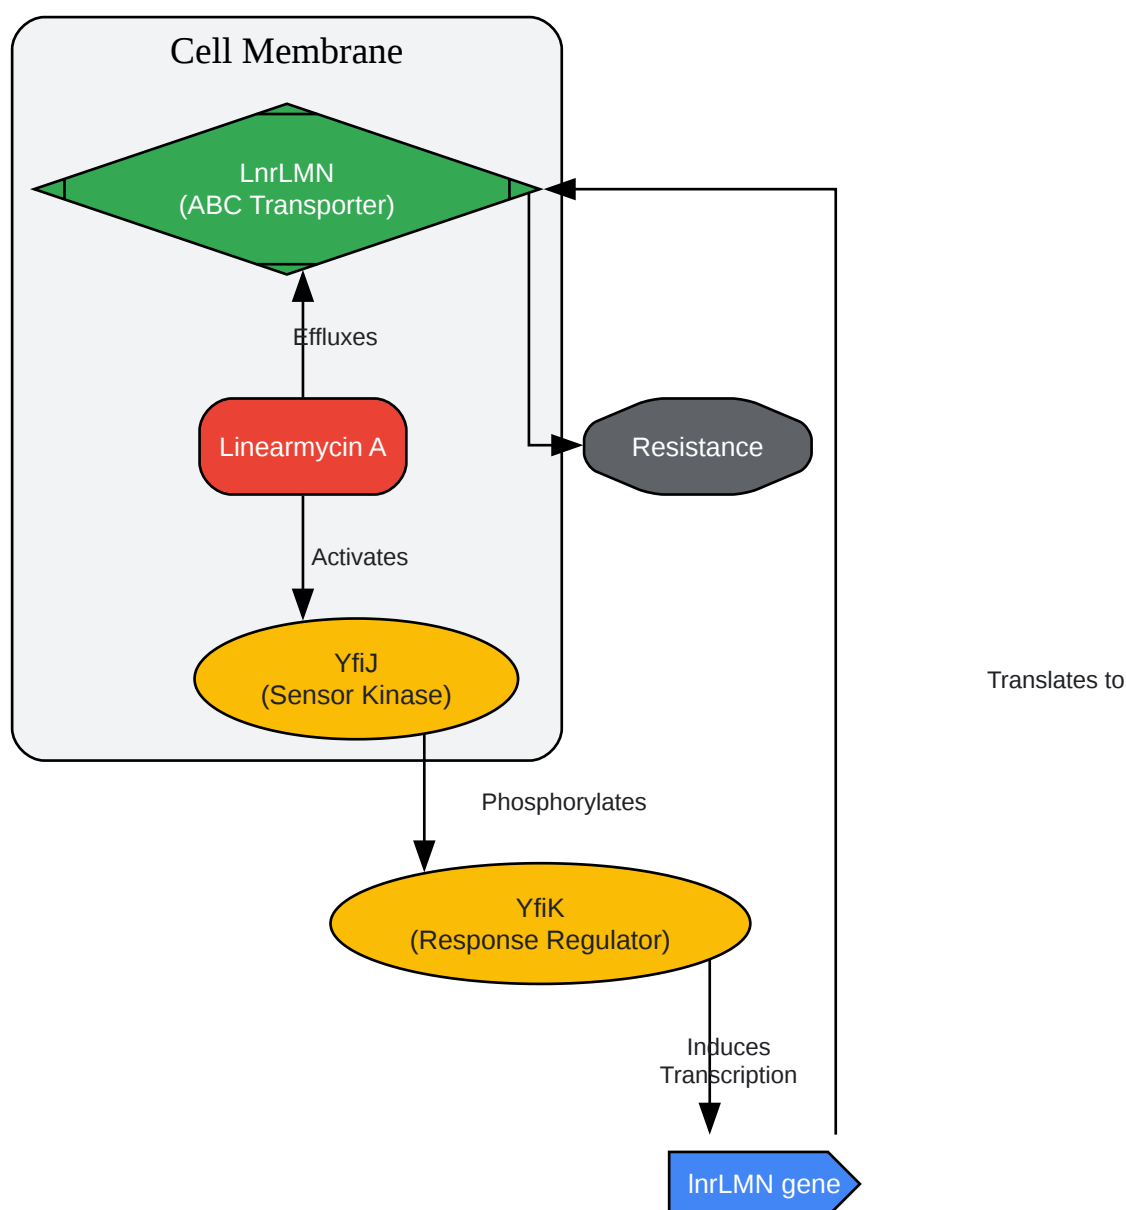 Cell Membrane
LnrLMN
(ABC Transporter)
Effluxes
Linearmycin A
Resistance
Activates
YfiJ
(Sensor Kinase)
Translates to
Phosphorylates
YfiK
(Response Regulator)
Induces
Transcription
lnrLMN gene